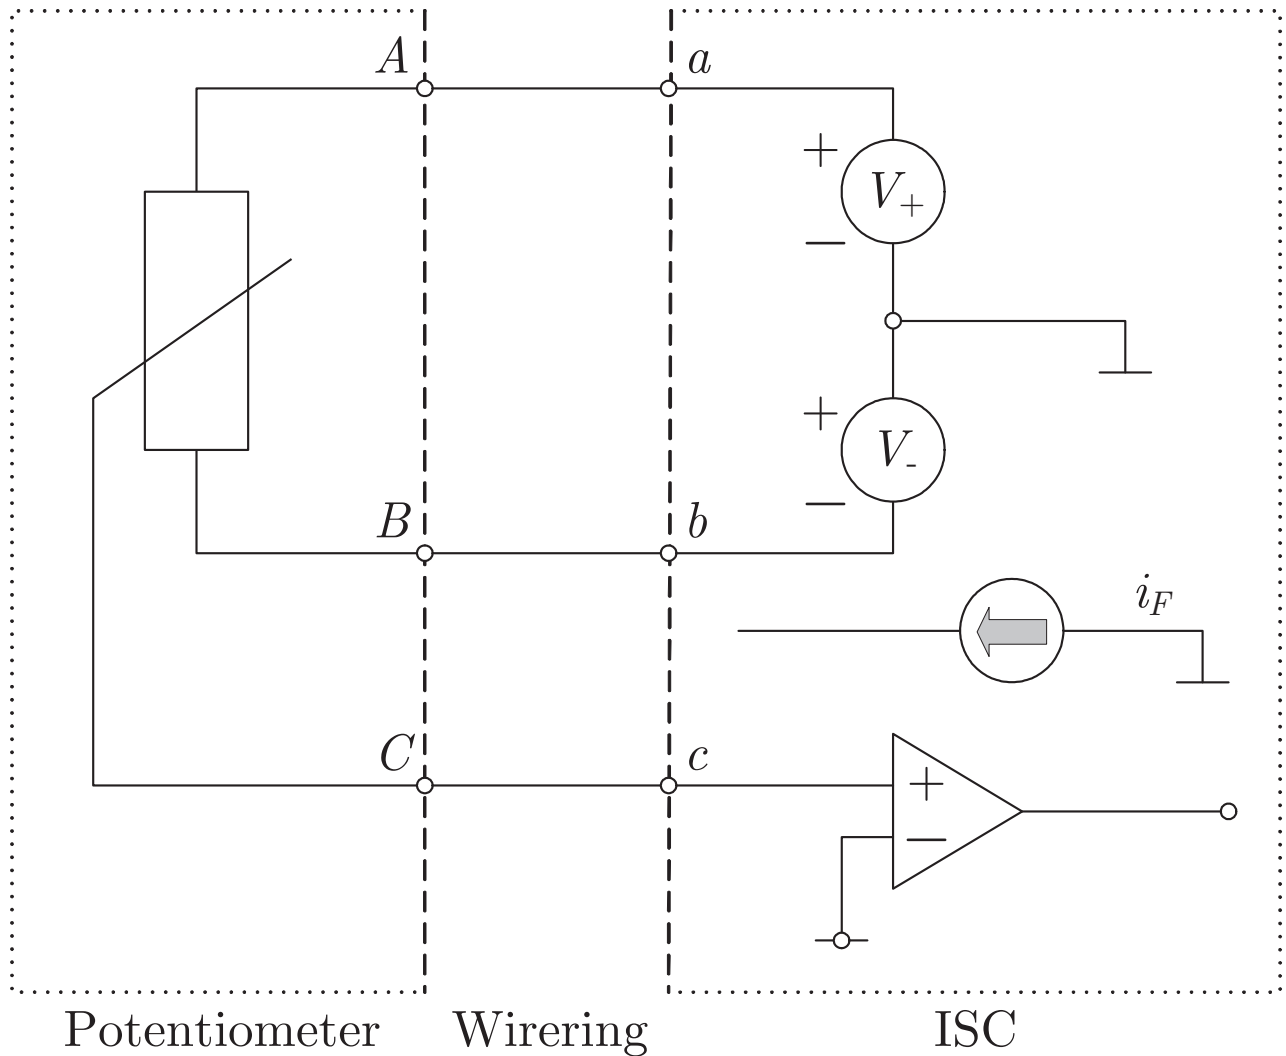 A a
+
V+
−
+
V-
−
B b
iF
C c
+
−
Potentiometer Wirering ISC